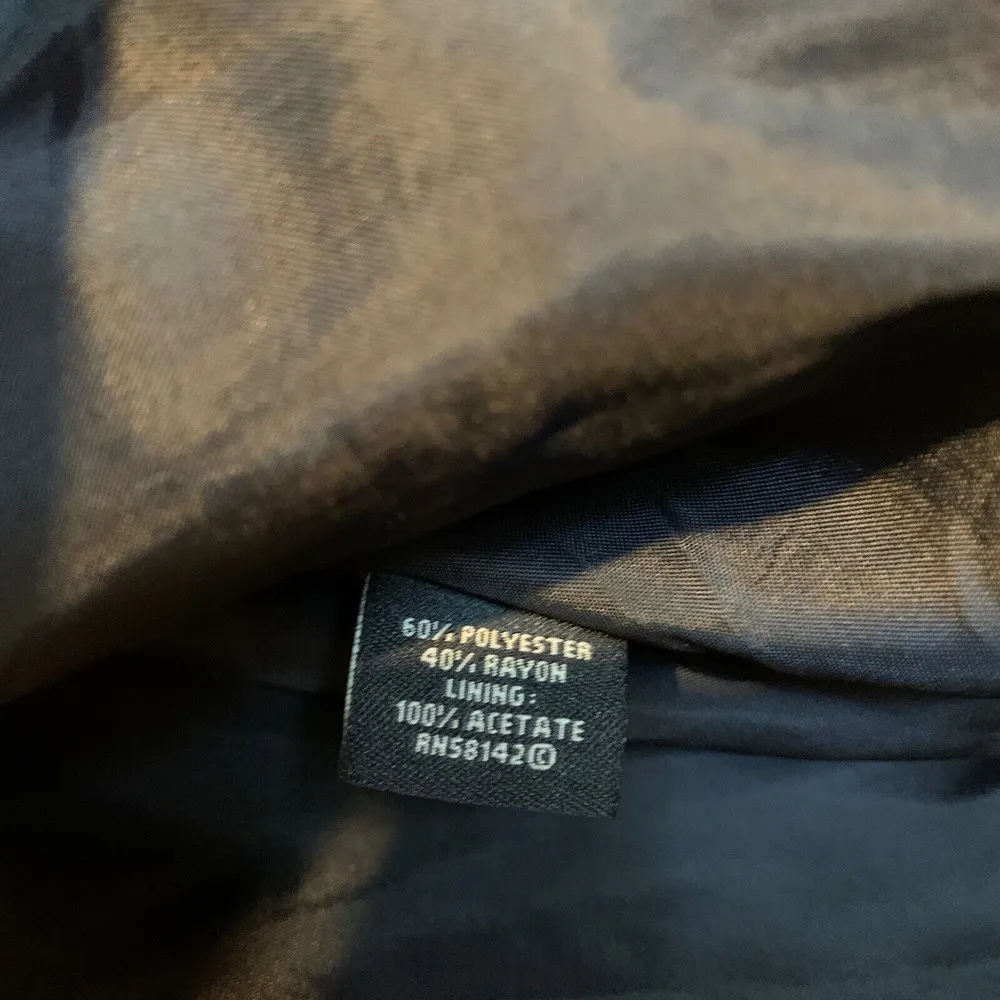 60% POLYESTER
40% RAYON
LINING:
100% ACETATE
RN58142©